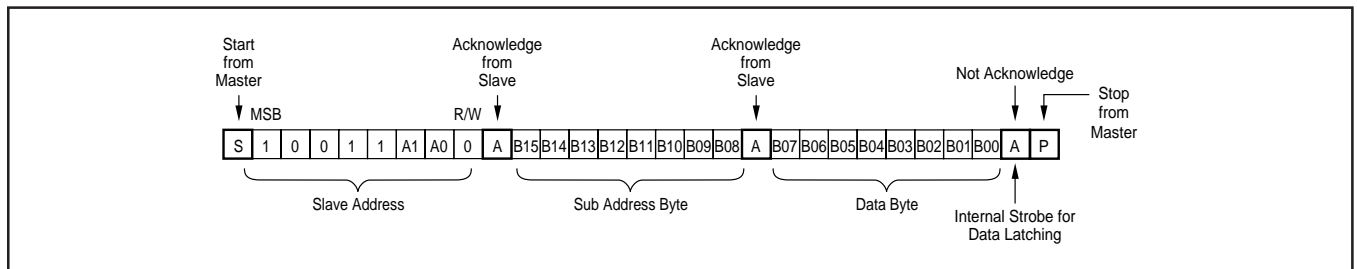 Start
from
Master
Acknowledge
from
Slave
Acknowledge
from
Slave
Not Acknowledge
Stop
from
Master
MSB
R/W
S 1 0 0 1 1 A1 A0 0 A B15 B14 B13 B12 B11 B10 B09 B08 A B07 B06 B05 B04 B03 B02 B01 B00 A P
Slave Address
Sub Address Byte
Data Byte
Internal Strobe for
Data Latching